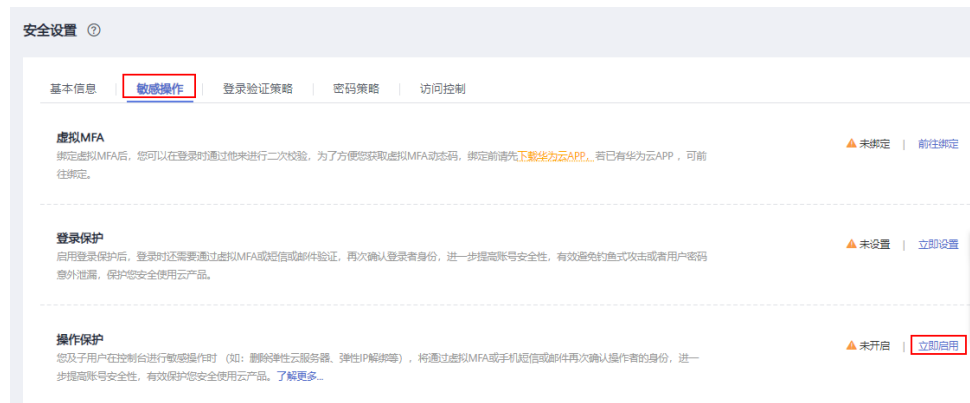 安全设置 ?
基本信息 敏感操作 登录验证策略 密码策略 访问控制
虚拟MFA
绑定虚拟MFA后，您可以在登录时通过他来进行二次校验，为了方便您获取虚拟MFA动态码，绑定前请先下载华为云APP，若已有华为云APP，可前
往绑定。
未绑定 | 前往绑定
登录保护
启用登录保护后，登录时还需要通过虚拟MFA或短信或邮件验证，再次确认登录者身份，进一步提高账号安全性，有效避免钓鱼式攻击或者用户密码
意外泄漏，保护您安全使用云产品。
未设置 | 立即设置
操作保护
您及子用户在控制台进行敏感操作时（如：删除弹性云服务器、弹性IP解绑等），将通过虚拟MFA或手机短信或邮件再次确认操作者的身份，进一
步提高账号安全性，有效保护您安全使用云产品。了解更多...
未开启 | 立即启用